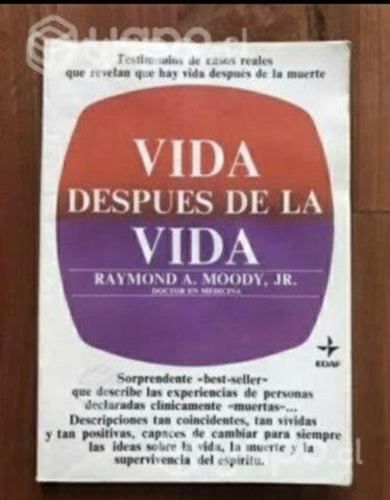 yapo.cl
Testimonios de casos reales
que revelan que hay vida después de la muerte
VIDA
DESPUES DE LA
VIDA
RAYMOND A. MOODY, JR.
DOCTOR EN MEDICINA
EDAF
Sorprendente «best-seller»
que describe las experiencias de personas
declaradas clínicamente «muertas»...
Descripciones tan coincidentes, tan vívidas
y tan positivas, capaces de cambiar para siempre
las ideas sobre la vida, la muerte y la
supervivencia del espíritu.